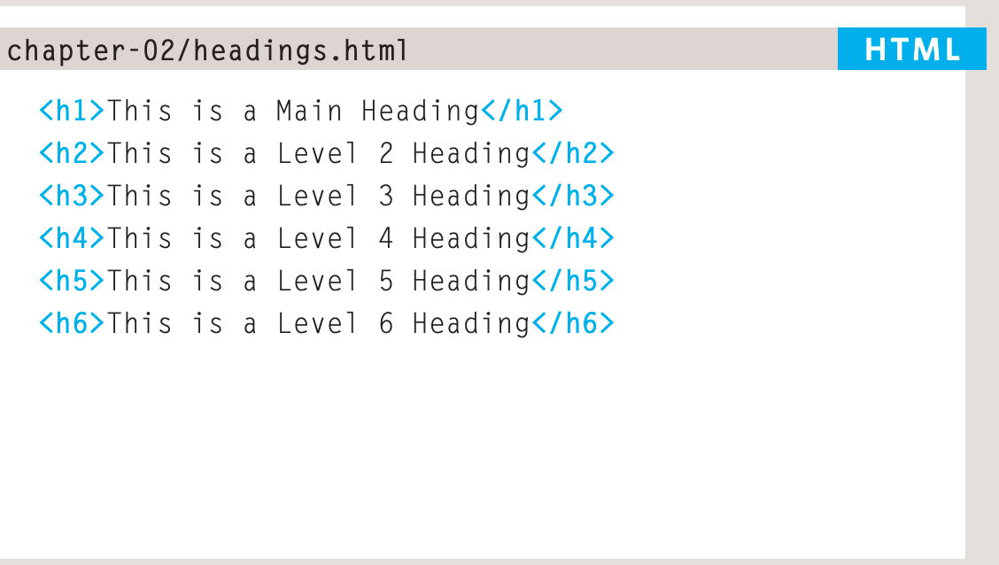 chapter-02/headings.html
HTML
<h1>This is a Main Heading</h1>
<h2>This is a Level 2 Heading</h2>
<h3>This is a Level 3 Heading</h3>
<h4>This is a Level 4 Heading</h4>
<h5>This is a Level 5 Heading</h5>
<h6>This is a Level 6 Heading</h6>